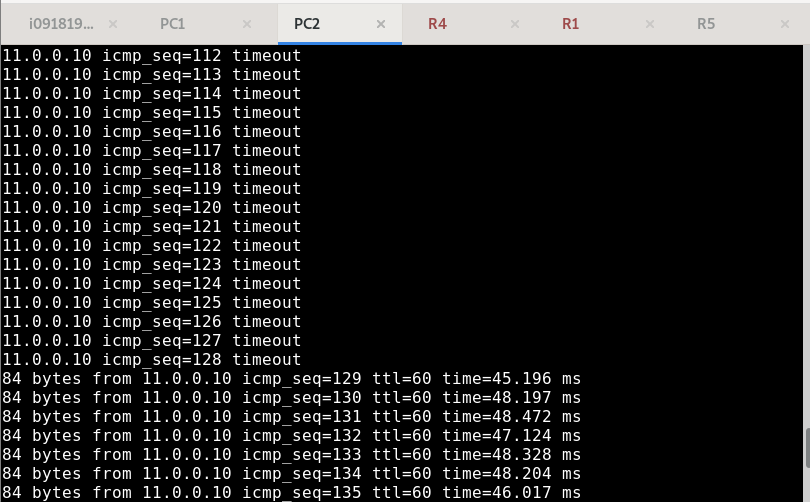 i091819... × PC1 × PC2 × R4 × R1 × R5 ×
11.0.0.10 icmp_seq=112 timeout
11.0.0.10 icmp_seq=113 timeout
11.0.0.10 icmp_seq=114 timeout
11.0.0.10 icmp_seq=115 timeout
11.0.0.10 icmp_seq=116 timeout
11.0.0.10 icmp_seq=117 timeout
11.0.0.10 icmp_seq=118 timeout
11.0.0.10 icmp_seq=119 timeout
11.0.0.10 icmp_seq=120 timeout
11.0.0.10 icmp_seq=121 timeout
11.0.0.10 icmp_seq=122 timeout
11.0.0.10 icmp_seq=123 timeout
11.0.0.10 icmp_seq=124 timeout
11.0.0.10 icmp_seq=125 timeout
11.0.0.10 icmp_seq=126 timeout
11.0.0.10 icmp_seq=127 timeout
11.0.0.10 icmp_seq=128 timeout
84 bytes from 11.0.0.10 icmp_seq=129 ttl=60 time=45.196 ms
84 bytes from 11.0.0.10 icmp_seq=130 ttl=60 time=48.197 ms
84 bytes from 11.0.0.10 icmp_seq=131 ttl=60 time=48.472 ms
84 bytes from 11.0.0.10 icmp_seq=132 ttl=60 time=47.124 ms
84 bytes from 11.0.0.10 icmp_seq=133 ttl=60 time=48.328 ms
84 bytes from 11.0.0.10 icmp_seq=134 ttl=60 time=48.204 ms
84 bytes from 11.0.0.10 icmp_seq=135 ttl=60 time=46.017 ms